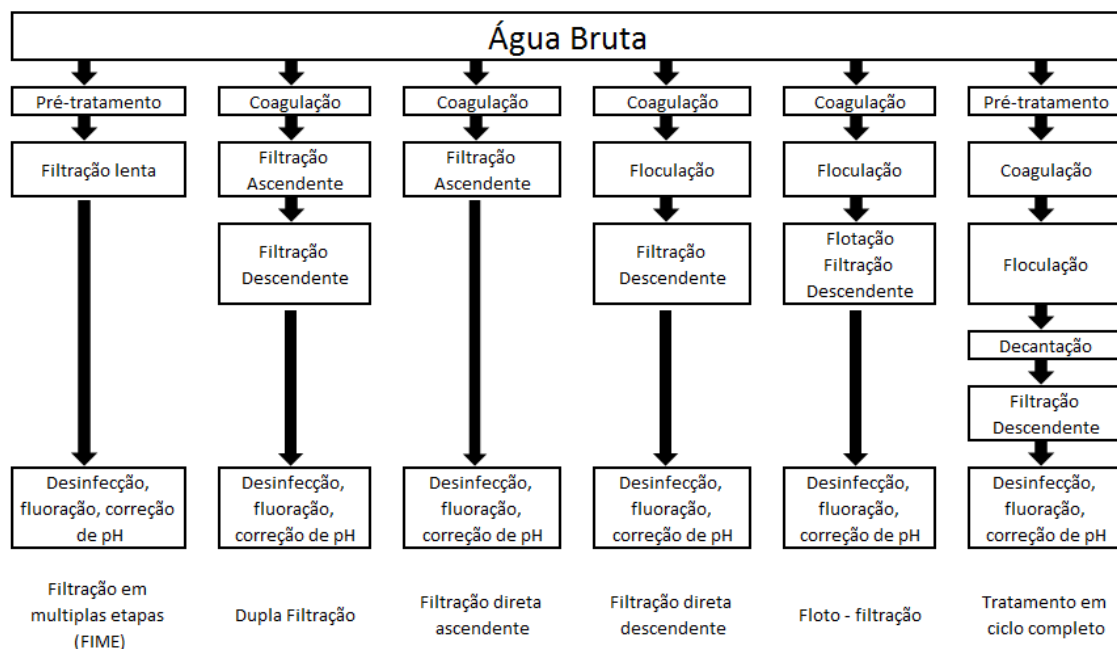 Água Bruta
Pré-tratamento
Filtração lenta
Desinfecção,
fluoração, correção
de pH
Filtração em
multiplas etapas
(FIME)
Coagulação
Filtração
Ascendente
Filtração
Descendente
Desinfecção,
fluoração,
correção de pH
Dupla Filtração
Coagulação
Filtração
Ascendente
Desinfecção,
fluoração,
correção de pH
Filtração direta
ascendente
Coagulação
Floculação
Filtração
Descendente
Desinfecção,
fluoração,
correção de pH
Filtração direta
descendente
Coagulação
Floculação
Flotação
Filtração
Descendente
Desinfecção,
fluoração,
correção de pH
Floto - filtração
Pré-tratamento
Coagulação
Floculação
Decantação
Filtração
Descendente
Desinfecção,
fluoração,
correção de pH
Tratamento em
ciclo completo